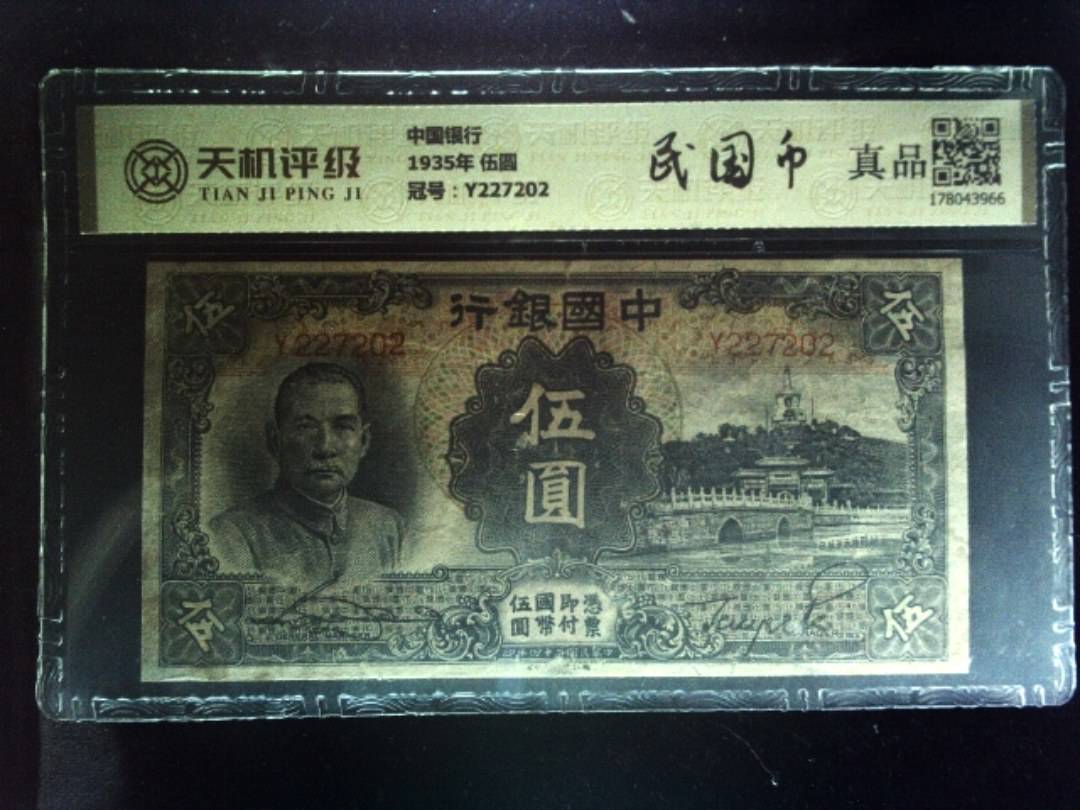 天机评级
TIAN JI PING JI
中国银行
1935年 伍圆
冠号：Y227202
民国币
真品
178043966
伍
行銀國中
伍
Y227202
Y227202
伍
圓
憑票
即付
國幣
伍圓
伍
伍